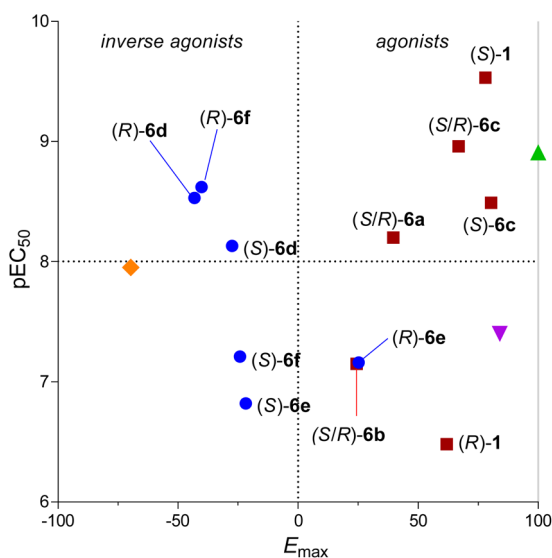 10
inverse agonists
agonists
(S)-1
(R)-6f
(R)-6d
9
(S/R)-6c
(S/R)-6a
(S)-6c
(S)-6d
pEC50
8
(R)-6e
(S)-6f
7
(S)-6e
(S/R)-6b
(R)-1
6
-100
-50
0
50
100
Emax